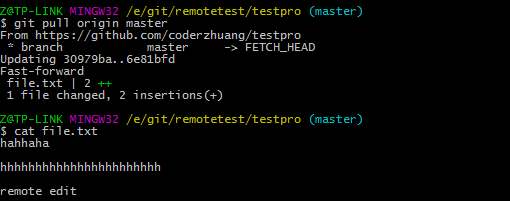 Z@TP-LINK MINGW32 /e/git/remotetest/testpro (master)
$ git pull origin master
From https://github.com/coderzhuang/testpro
 * branch            master     -> FETCH_HEAD
Updating 30979ba..6e81bfd
Fast-forward
 file.txt | 2 ++
 1 file changed, 2 insertions(+)
Z@TP-LINK MINGW32 /e/git/remotetest/testpro (master)
$ cat file.txt
hahhaha
hhhhhhhhhhhhhhhhhhhhhhh
remote edit